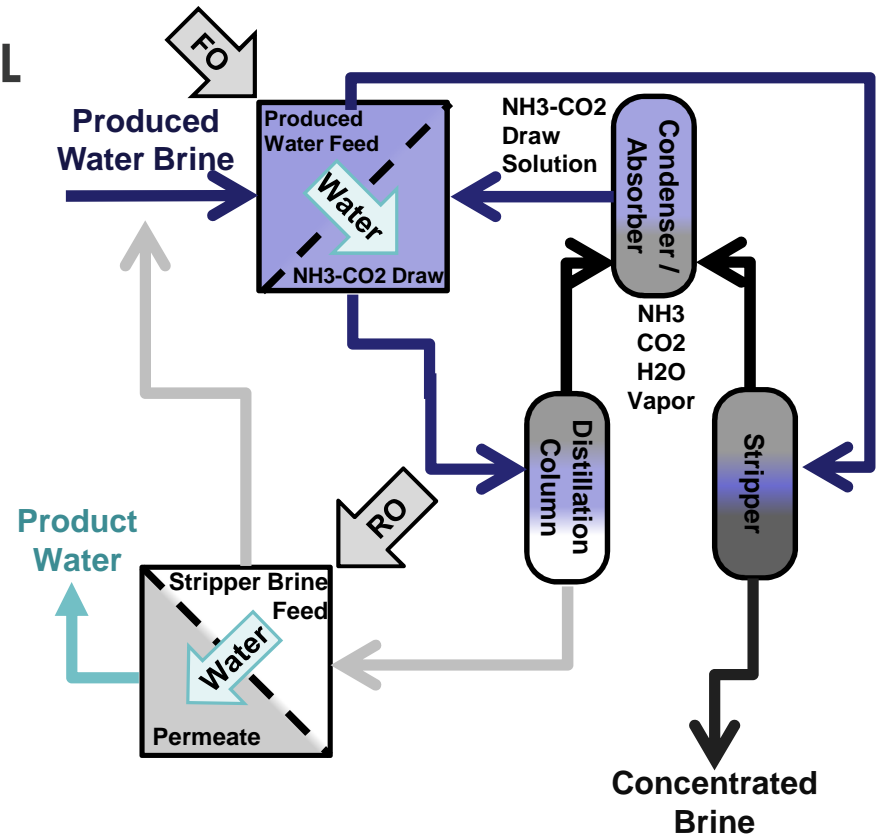 L
FO
Produced
Water Brine
Produced
Water Feed
Water
NH3-CO2 Draw
NH3-CO2
Draw
Solution
Condenser /
Absorber
NH3
CO2
H2O
Vapor
Distillation
Column
Stripper
RO
Product
Water
Stripper Brine
Feed
Water
Permeate
Concentrated
Brine